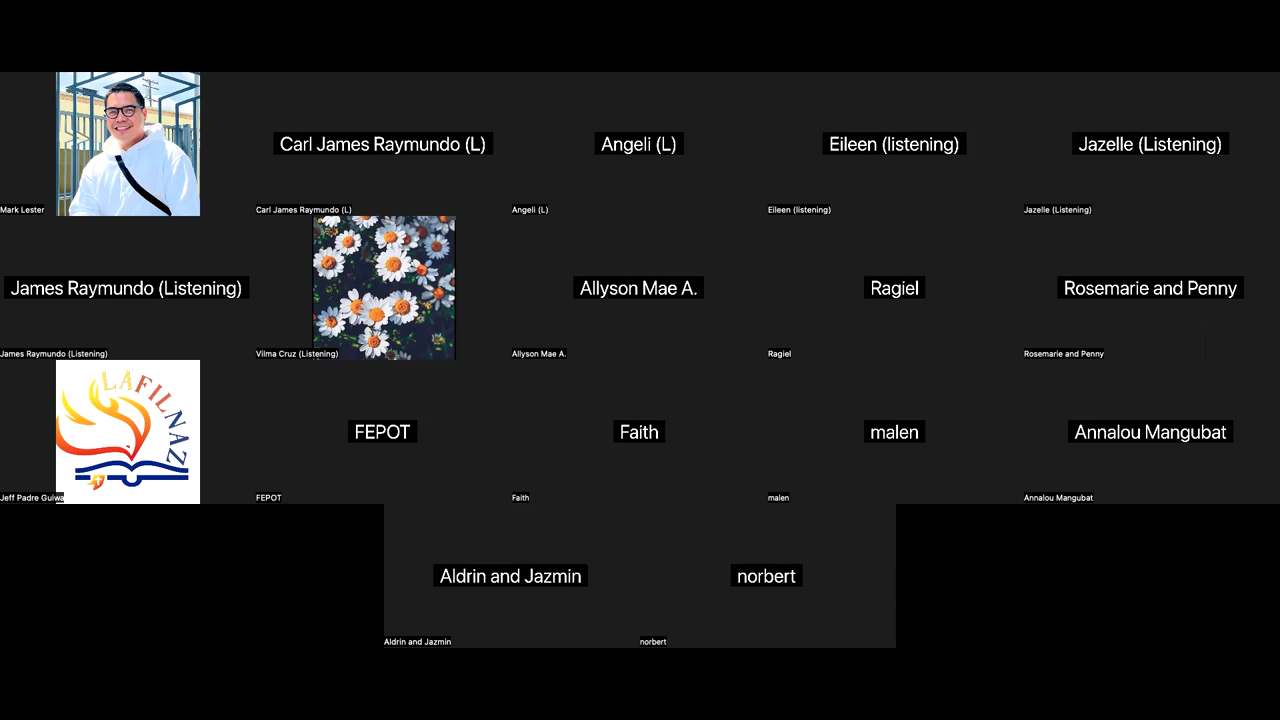 Mark Lester
Carl James Raymundo (L)
Carl James Raymundo (L)
Angeli (L)
Angeli (L)
Eileen (listening)
Eileen (listening)
Jazelle (Listening)
Jazelle (Listening)
James Raymundo (Listening)
James Raymundo (Listening)
Vilma Cruz (Listening)
Allyson Mae A.
Allyson Mae A.
Ragiel
Ragiel
Rosemarie and Penny
Rosemarie and Penny
LAFILNAZ
Jeff Padre Guiwa
FEPOT
FEPOT
Faith
Faith
malen
malen
Annalou Mangubat
Annalou Mangubat
Aldrin and Jazmin
Aldrin and Jazmin
norbert
norbert